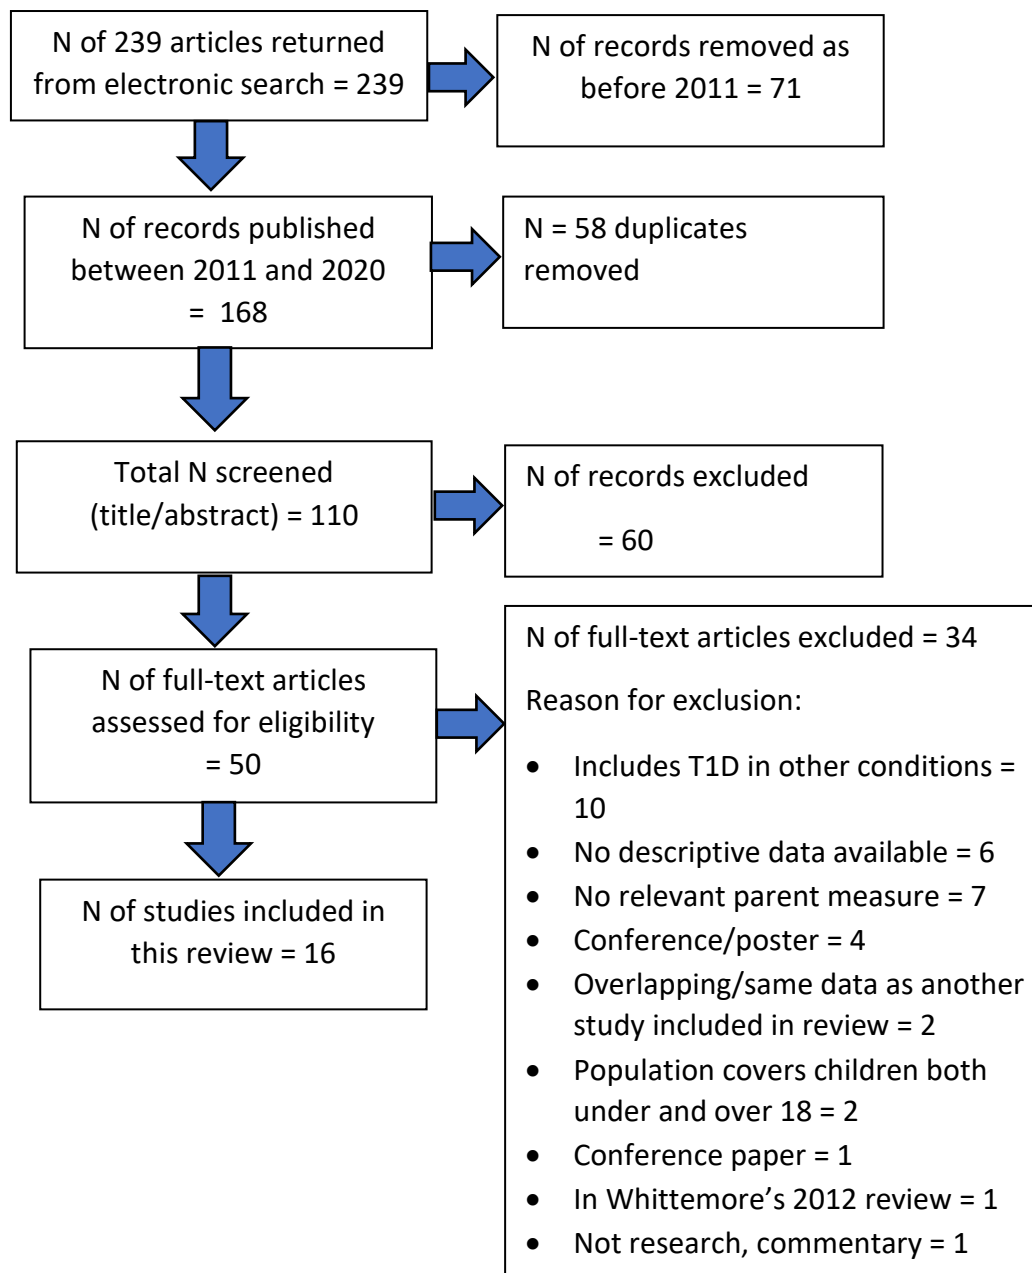 N of 239 articles returned
from electronic search = 239
N of records removed as
before 2011 = 71
N of records published
between 2011 and 2020
= 168
N = 58 duplicates
removed
Total N screened
(title/abstract) = 110
N of records excluded
= 60
N of full-text articles
assessed for eligibility
= 50
N of full-text articles excluded = 34
Reason for exclusion:
• Includes T1D in other conditions =
10
• No descriptive data available = 6
• No relevant parent measure = 7
• Conference/poster = 4
• Overlapping/same data as another
study included in review = 2
• Population covers children both
under and over 18 = 2
• Conference paper = 1
• In Whittemore’s 2012 review = 1
• Not research, commentary = 1
N of studies included in
this review = 16